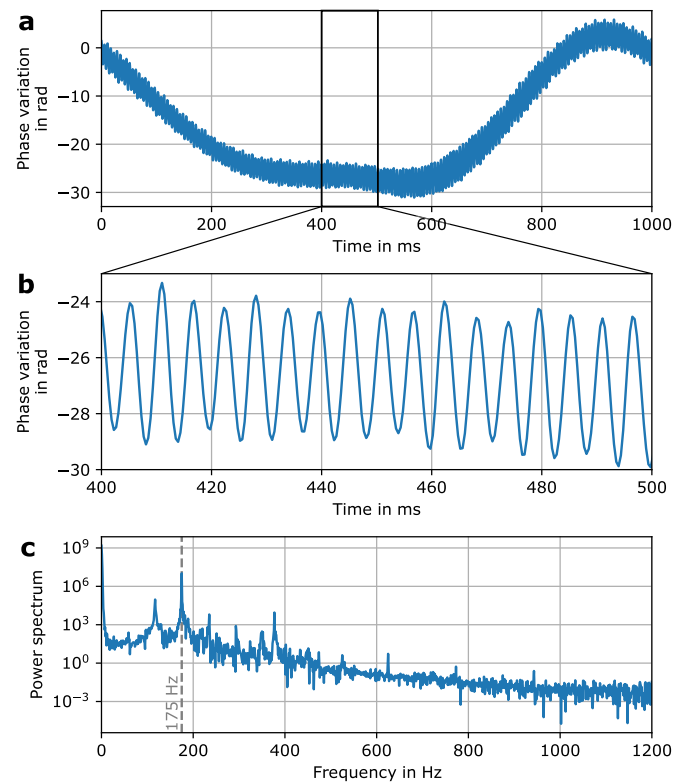 a
Phase variation
in rad
0
−10
−20
−30
0 200 400 600 800 1000
Time in ms
b
Phase variation
in rad
−24
−26
−28
−30
400 420 440 460 480 500
Time in ms
c
Power spectrum
10⁹
10⁶
10³
10⁰
10⁻³
175 Hz
0 200 400 600 800 1000 1200
Frequency in Hz